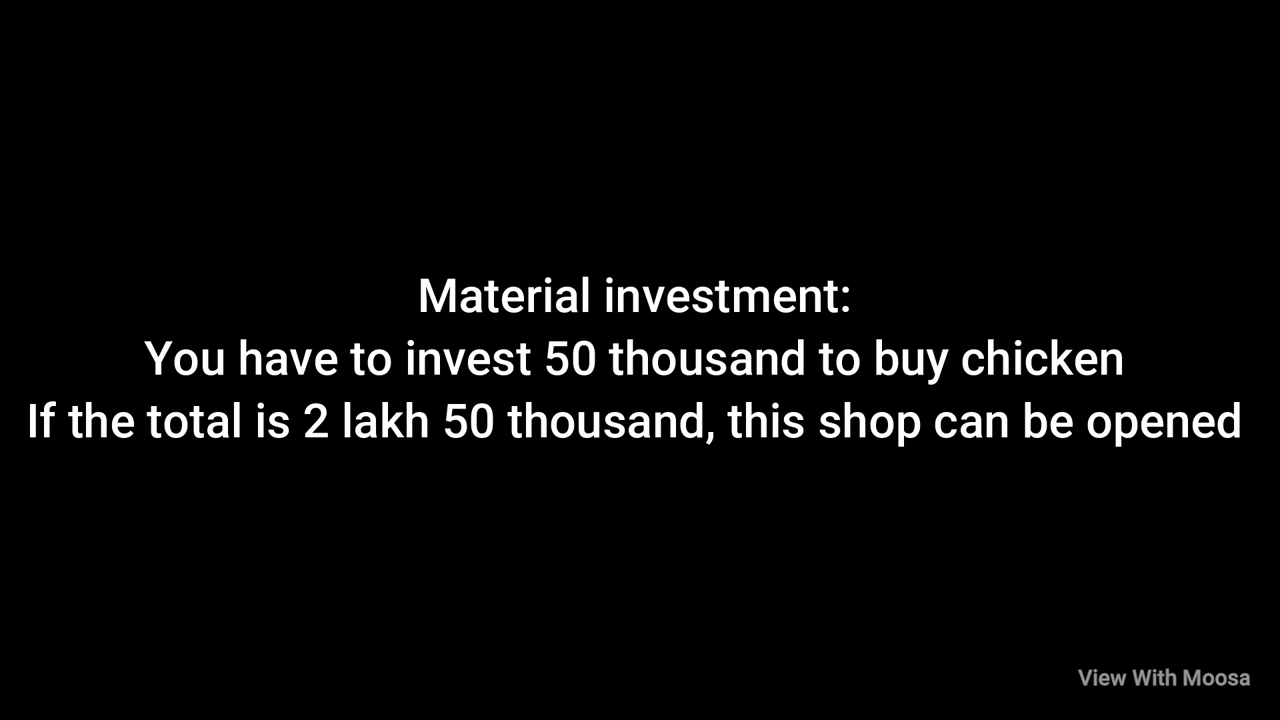 Material investment:
You have to invest 50 thousand to buy chicken
If the total is 2 lakh 50 thousand, this shop can be opened
View With Moosa